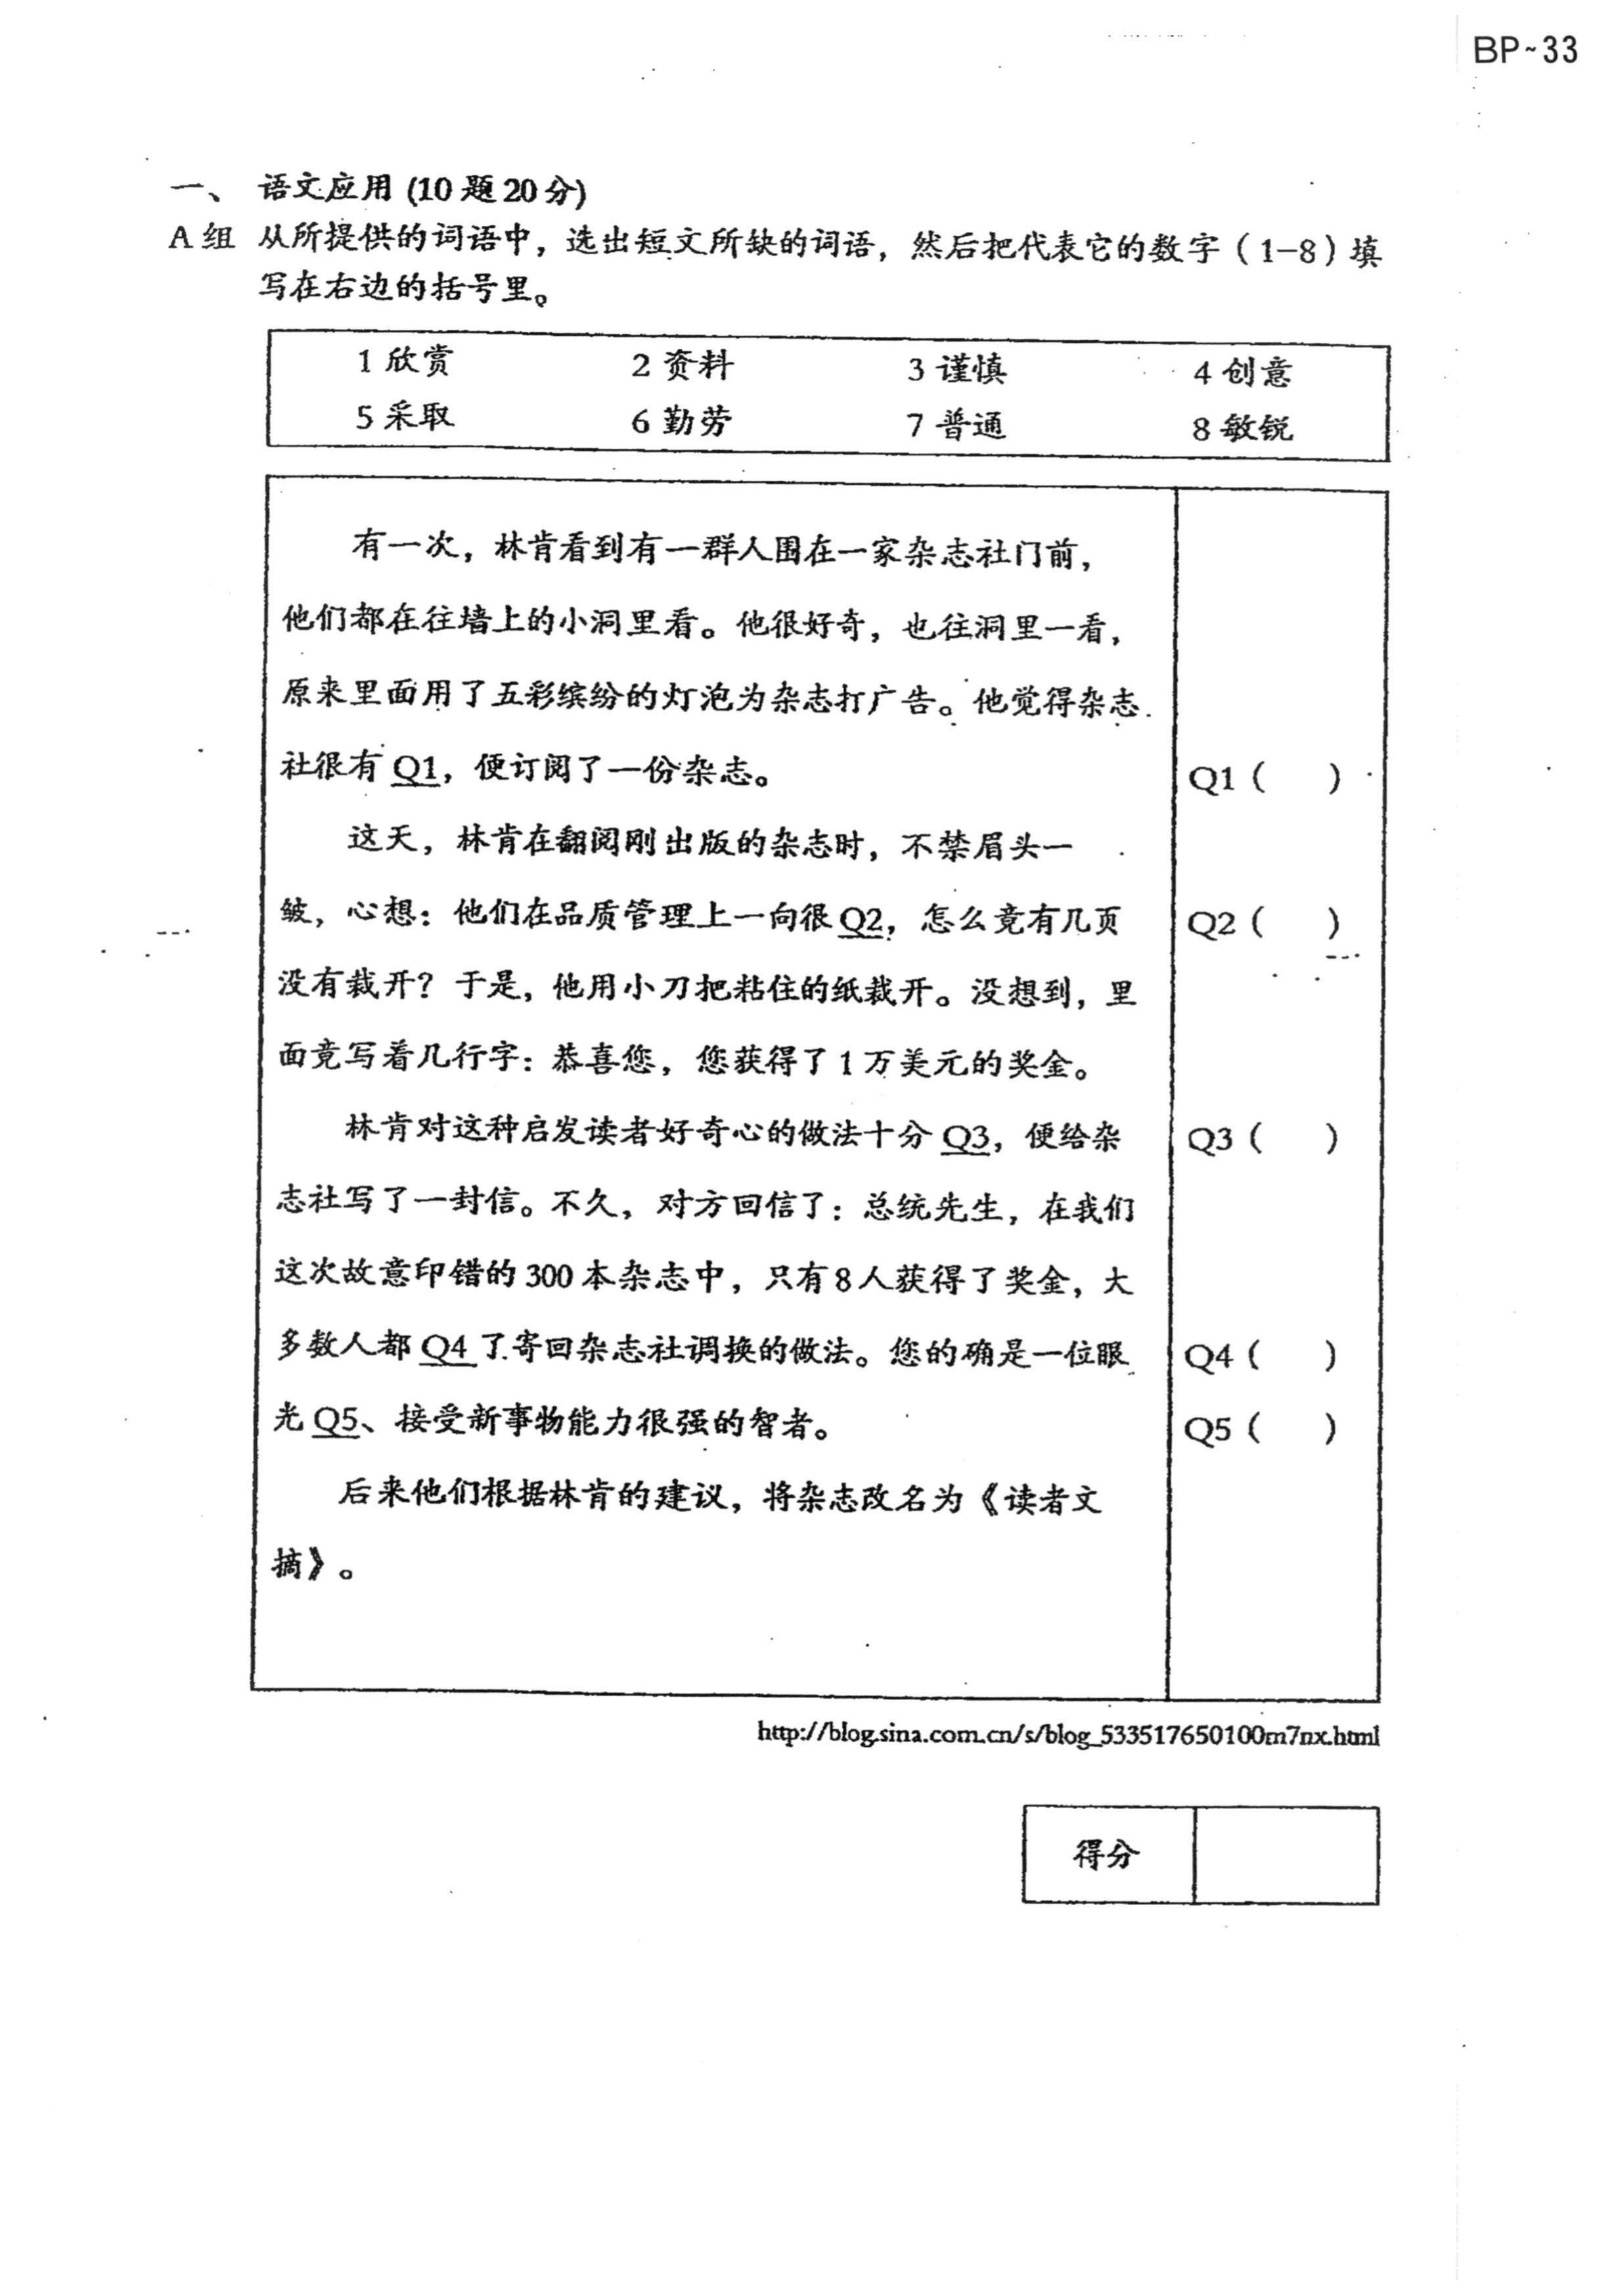 BP~33
一、 语文应用 (10 题 20 分)
A 组 从所提供的词语中，选出短文所缺的词语，然后把代表它的数字（1-8）填
写在右边的括号里。
1 欣赏 2 资料 3 谨慎 4 创意
5 采取 6 勤劳 7 普通 8 敏锐
有一次，林肯看到有一群人围在一家杂志社门前，
他们都在往墙上的小洞里看。他很好奇，也往洞里一看，
原来里面用了五彩缤纷的灯泡为杂志打广告。他觉得杂志
社很有 Q1，便订阅了一份杂志。 Q1（ ）
这天，林肯在翻阅刚出版的杂志时，不禁眉头一
皱，心想：他们在品质管理上一向很 Q2，怎么竟有几页 Q2（ ）
没有裁开？于是，他用小刀把粘住的纸裁开。没想到，里
面竟写着几行字：恭喜您，您获得了 1 万美元的奖金。
林肯对这种启发读者好奇心的做法十分 Q3，便给杂 Q3（ ）
志社写了一封信。不久，对方回信了：总统先生，在我们
这次故意印错的 300 本杂志中，只有 8 人获得了奖金，大
多数人都 Q4 了寄回杂志社调换的做法。您的确是一位眼 Q4（ ）
光 Q5、接受新事物能力很强的智者。 Q5（ ）
后来他们根据林肯的建议，将杂志改名为《读者文
摘》。
http://blog.sina.com.cn/s/blog_533517650100m7nx.html
得分